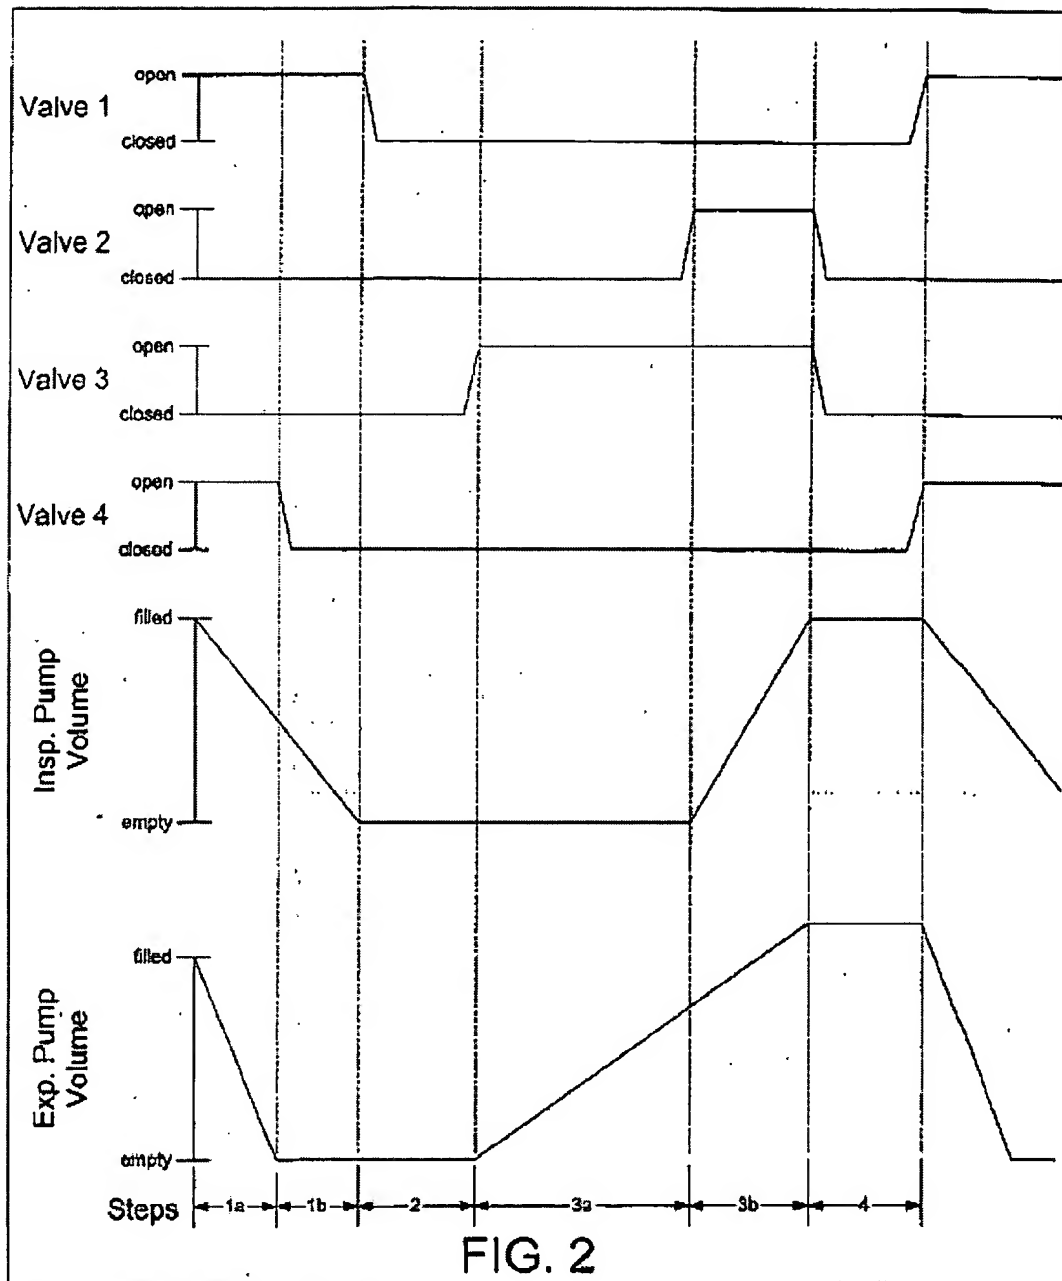 open
Valve 1
closed
open
Valve 2
closed
open
Valve 3
closed
open
Valve 4
closed
filled
Insp. Pump
Volume
empty
filled
Exp. Pump
Volume
empty
Steps 1a 1b 2 3a 3b 4
FIG. 2